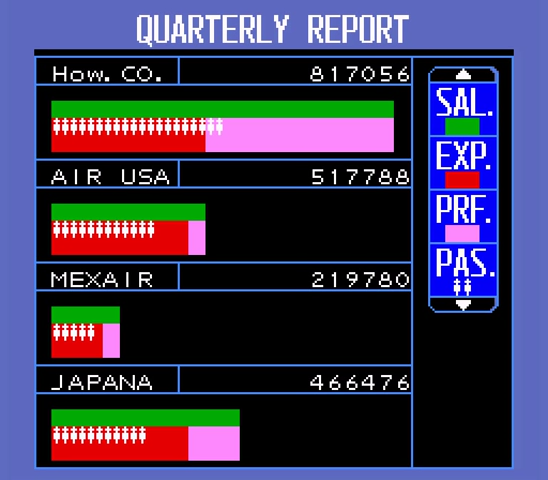 QUARTERLY REPORT
How. CO. 817056
SAL.
EXP.
AIR USA 517788
PRF.
PAS.
MEXAIR 219780
JAPANA 466476